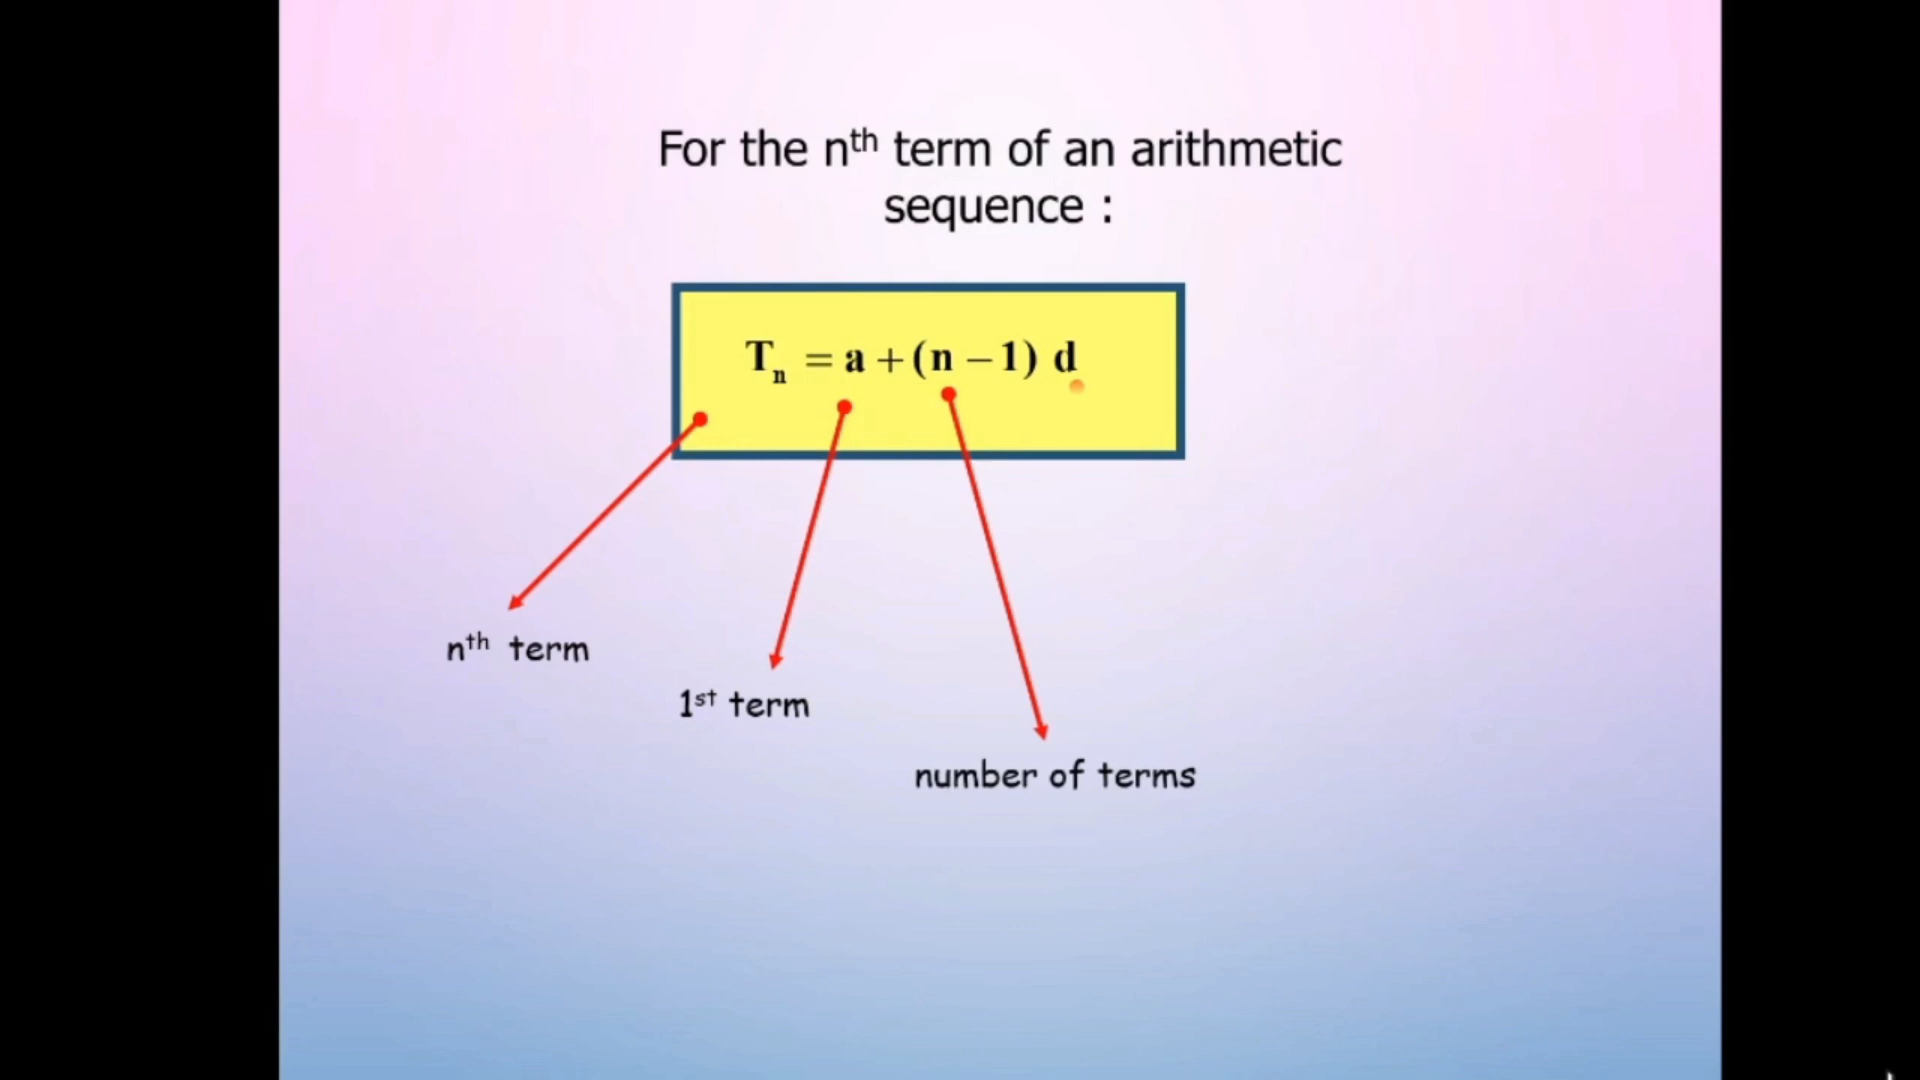 For the nᵗʰ term of an arithmetic
sequence :
Tₙ = a + (n − 1) d
nᵗʰ term
1ˢᵗ term
number of terms